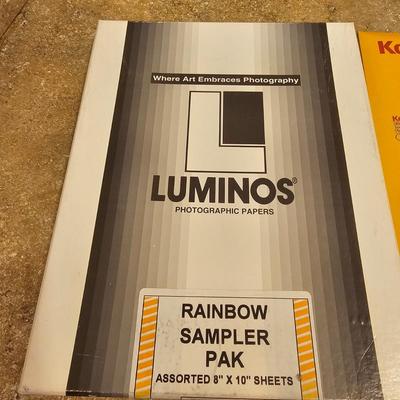 Where Art Embraces Photography
LUMINOS®
PHOTOGRAPHIC PAPERS
RAINBOW
SAMPLER
PAK
ASSORTED 8" X 10" SHEETS